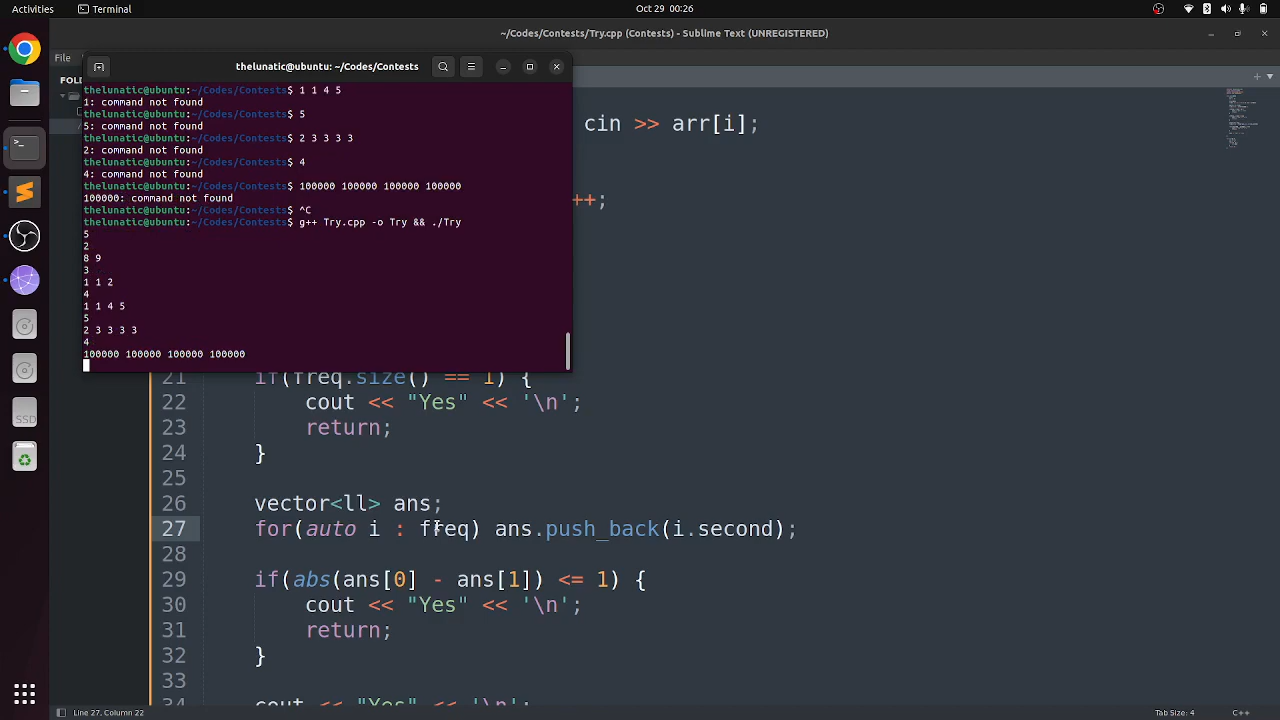 Activities Terminal Oct 29 00:26
~/Codes/Contests/Try.cpp (Contests) - Sublime Text (UNREGISTERED)
File
thelunatic@ubuntu: ~/Codes/Contests
thelunatic@ubuntu:~/Codes/Contests$ 1 1 4 5
1: command not found
thelunatic@ubuntu:~/Codes/Contests$ 5
5: command not found
thelunatic@ubuntu:~/Codes/Contests$ 2 3 3 3 3
2: command not found
thelunatic@ubuntu:~/Codes/Contests$ 4
4: command not found
thelunatic@ubuntu:~/Codes/Contests$ 100000 100000 100000 100000
100000: command not found
thelunatic@ubuntu:~/Codes/Contests$ ^C
thelunatic@ubuntu:~/Codes/Contests$ g++ Try.cpp -o Try && ./Try
5
2
8 9
3
1 1 2
4
1 1 4 5
5
2 3 3 3 3
4
100000 100000 100000 100000
FOL
cin >> arr[i];
++;
21 if(freq.size() == 1) {
22 cout << "Yes" << '\n';
23 return;
24 }
25
26 vector<ll> ans;
27 for(auto i : freq) ans.push_back(i.second);
28
29 if(abs(ans[0] - ans[1]) <= 1) {
30 cout << "Yes" << '\n';
31 return;
32 }
33
34 cout << "Yes" << '\n';
SSD
Line 27, Column 22 Tab Size: 4 C++